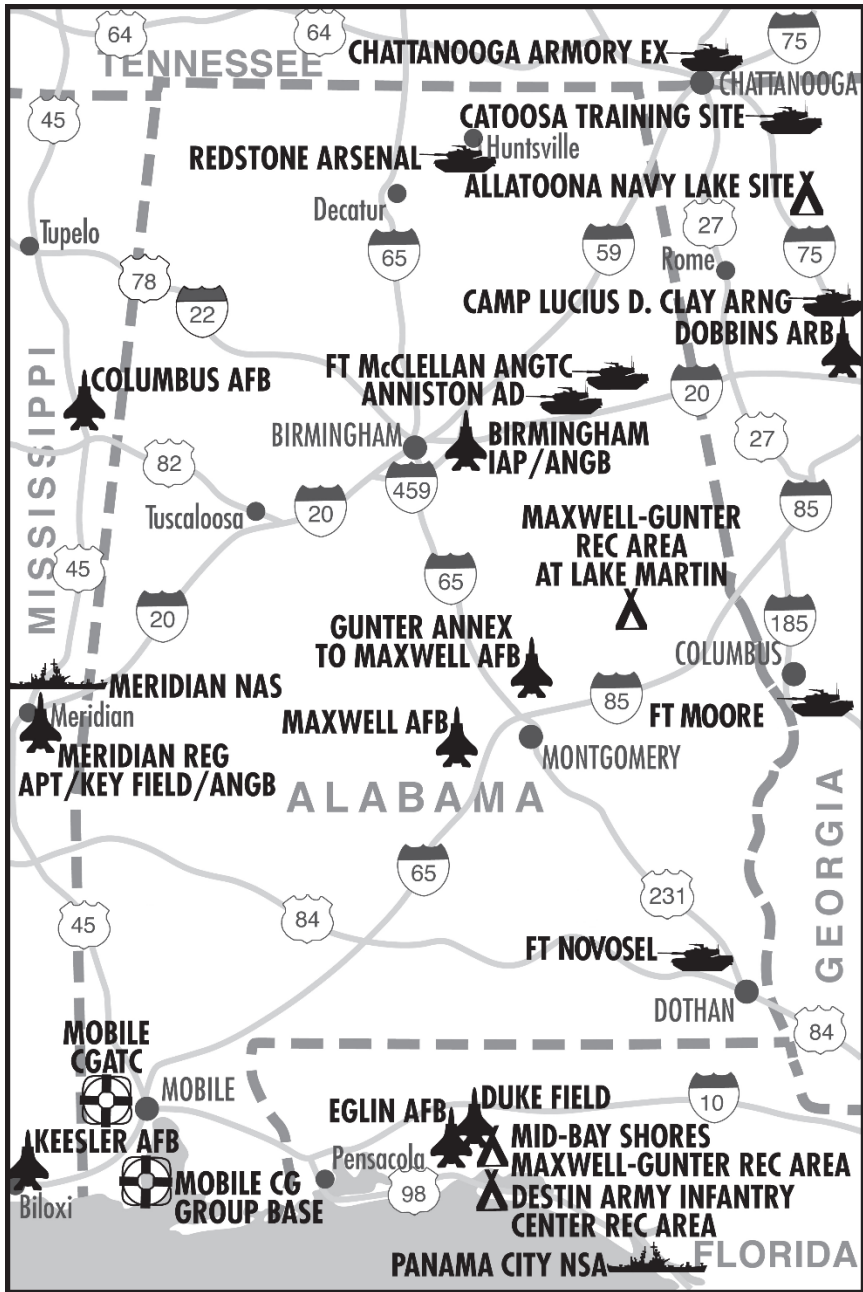 64
64
CHATTANOOGA ARMORY EX
75
TENNESSEE
CHATTANOOGA
45
CATOOSA TRAINING SITE
Huntsville
REDSTONE ARSENAL
ALLATOONA NAVY LAKE SITE
Decatur
27
Tupelo
65
59
75
Rome
78
22
CAMP LUCIUS D. CLAY ARNG
DOBBINS ARB
MISSISSIPPI
COLUMBUS AFB
FT McCLELLAN ANGTC
ANNISTON AD
20
BIRMINGHAM
BIRMINGHAM
IAP/ANGB
27
82
459
Tuscaloosa
20
85
MAXWELL-GUNTER
REC AREA
AT LAKE MARTIN
45
65
20
185
GUNTER ANNEX
TO MAXWELL AFB
COLUMBUS
MERIDIAN NAS
85
Meridian
FT MOORE
MAXWELL AFB
MERIDIAN REG
APT/KEY FIELD/ANGB
MONTGOMERY
ALABAMA
GEORGIA
65
231
84
45
FT NOVOSEL
DOTHAN
84
MOBILE
CGATC
MOBILE
10
EGLIN AFB
DUKE FIELD
KEESLER AFB
MID-BAY SHORES
MAXWELL-GUNTER REC AREA
Pensacola
98
Biloxi
MOBILE CG
GROUP BASE
DESTIN ARMY INFANTRY
CENTER REC AREA
PANAMA CITY NSA
FLORIDA